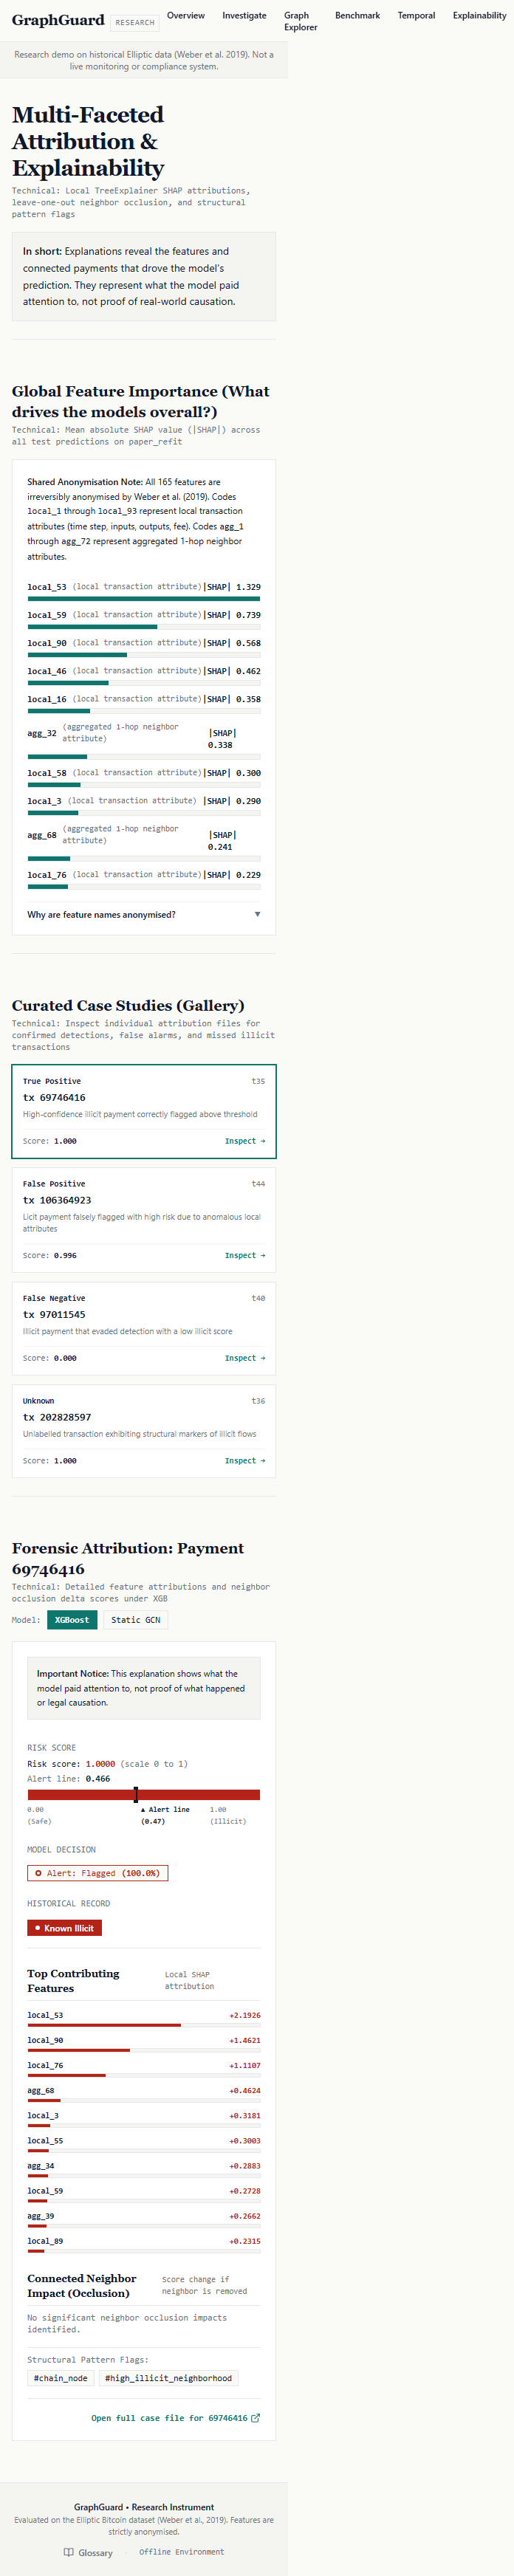 GraphGuard RESEARCH Overview Investigate Graph Explorer Benchmark Temporal Explainability
Research demo on historical Elliptic data (Weber et al. 2019). Not a
live monitoring or compliance system.
Multi-Faceted
Attribution &
Explainability
Technical: Local TreeExplainer SHAP attributions,
leave-one-out neighbor occlusion, and structural
pattern flags
In short: Explanations reveal the features and
connected payments that drove the model's
prediction. They represent what the model paid
attention to, not proof of real-world causation.
Global Feature Importance (What
drives the models overall?)
Technical: Mean absolute SHAP value (|SHAP|) across
all test predictions on paper_refit
Shared Anonymisation Note: All 165 features are
irreversibly anonymised by Weber et al. (2019). Codes
local_1 through local_93 represent local transaction
attributes (time step, inputs, outputs, fee). Codes agg_1
through agg_72 represent aggregated 1-hop neighbor
attributes.
local_53 (local transaction attribute) |SHAP| 1.329
local_59 (local transaction attribute) |SHAP| 0.739
local_90 (local transaction attribute) |SHAP| 0.568
local_46 (local transaction attribute) |SHAP| 0.462
local_16 (local transaction attribute) |SHAP| 0.358
agg_32 (aggregated 1-hop neighbor attribute) |SHAP| 0.338
local_58 (local transaction attribute) |SHAP| 0.300
local_3 (local transaction attribute) |SHAP| 0.290
agg_68 (aggregated 1-hop neighbor attribute) |SHAP| 0.241
local_76 (local transaction attribute) |SHAP| 0.229
Why are feature names anonymised? ▼
Curated Case Studies (Gallery)
Technical: Inspect individual attribution files for
confirmed detections, false alarms, and missed illicit
transactions
True Positive t35
tx 69746416
High-confidence illicit payment correctly flagged above threshold
Score: 1.000 Inspect →
False Positive t44
tx 106364923
Licit payment falsely flagged with high risk due to anomalous local
attributes
Score: 0.996 Inspect →
False Negative t40
tx 97011545
Illicit payment that evaded detection with a low illicit score
Score: 0.000 Inspect →
Unknown t36
tx 202828597
Unlabelled transaction exhibiting structural markers of illicit flows
Score: 1.000 Inspect →
Forensic Attribution: Payment
69746416
Technical: Detailed feature attributions and neighbor
occlusion delta scores under XGB
Model: XGBoost Static GCN
Important Notice: This explanation shows what the
model paid attention to, not proof of what happened
or legal causation.
RISK SCORE
Risk score: 1.0000 (scale 0 to 1)
Alert line: 0.466
0.00 ▲ Alert line 1.00
(Safe) (0.47) (Illicit)
MODEL DECISION
Alert: Flagged (100.0%)
HISTORICAL RECORD
Known Illicit
Top Contributing Local SHAP
Features attribution
local_53 +2.1926
local_90 +1.4621
local_76 +1.1107
agg_68 +0.4624
local_3 +0.3181
local_55 +0.3003
agg_34 +0.2883
local_59 +0.2728
agg_39 +0.2662
local_89 +0.2315
Connected Neighbor Score change if
Impact (Occlusion) neighbor is removed
No significant neighbor occlusion impacts
identified.
Structural Pattern Flags:
#chain_node #high_illicit_neighborhood
Open full case file for 69746416
GraphGuard • Research Instrument
Evaluated on the Elliptic Bitcoin dataset (Weber et al., 2019). Features are
strictly anonymised.
Glossary · Offline Environment